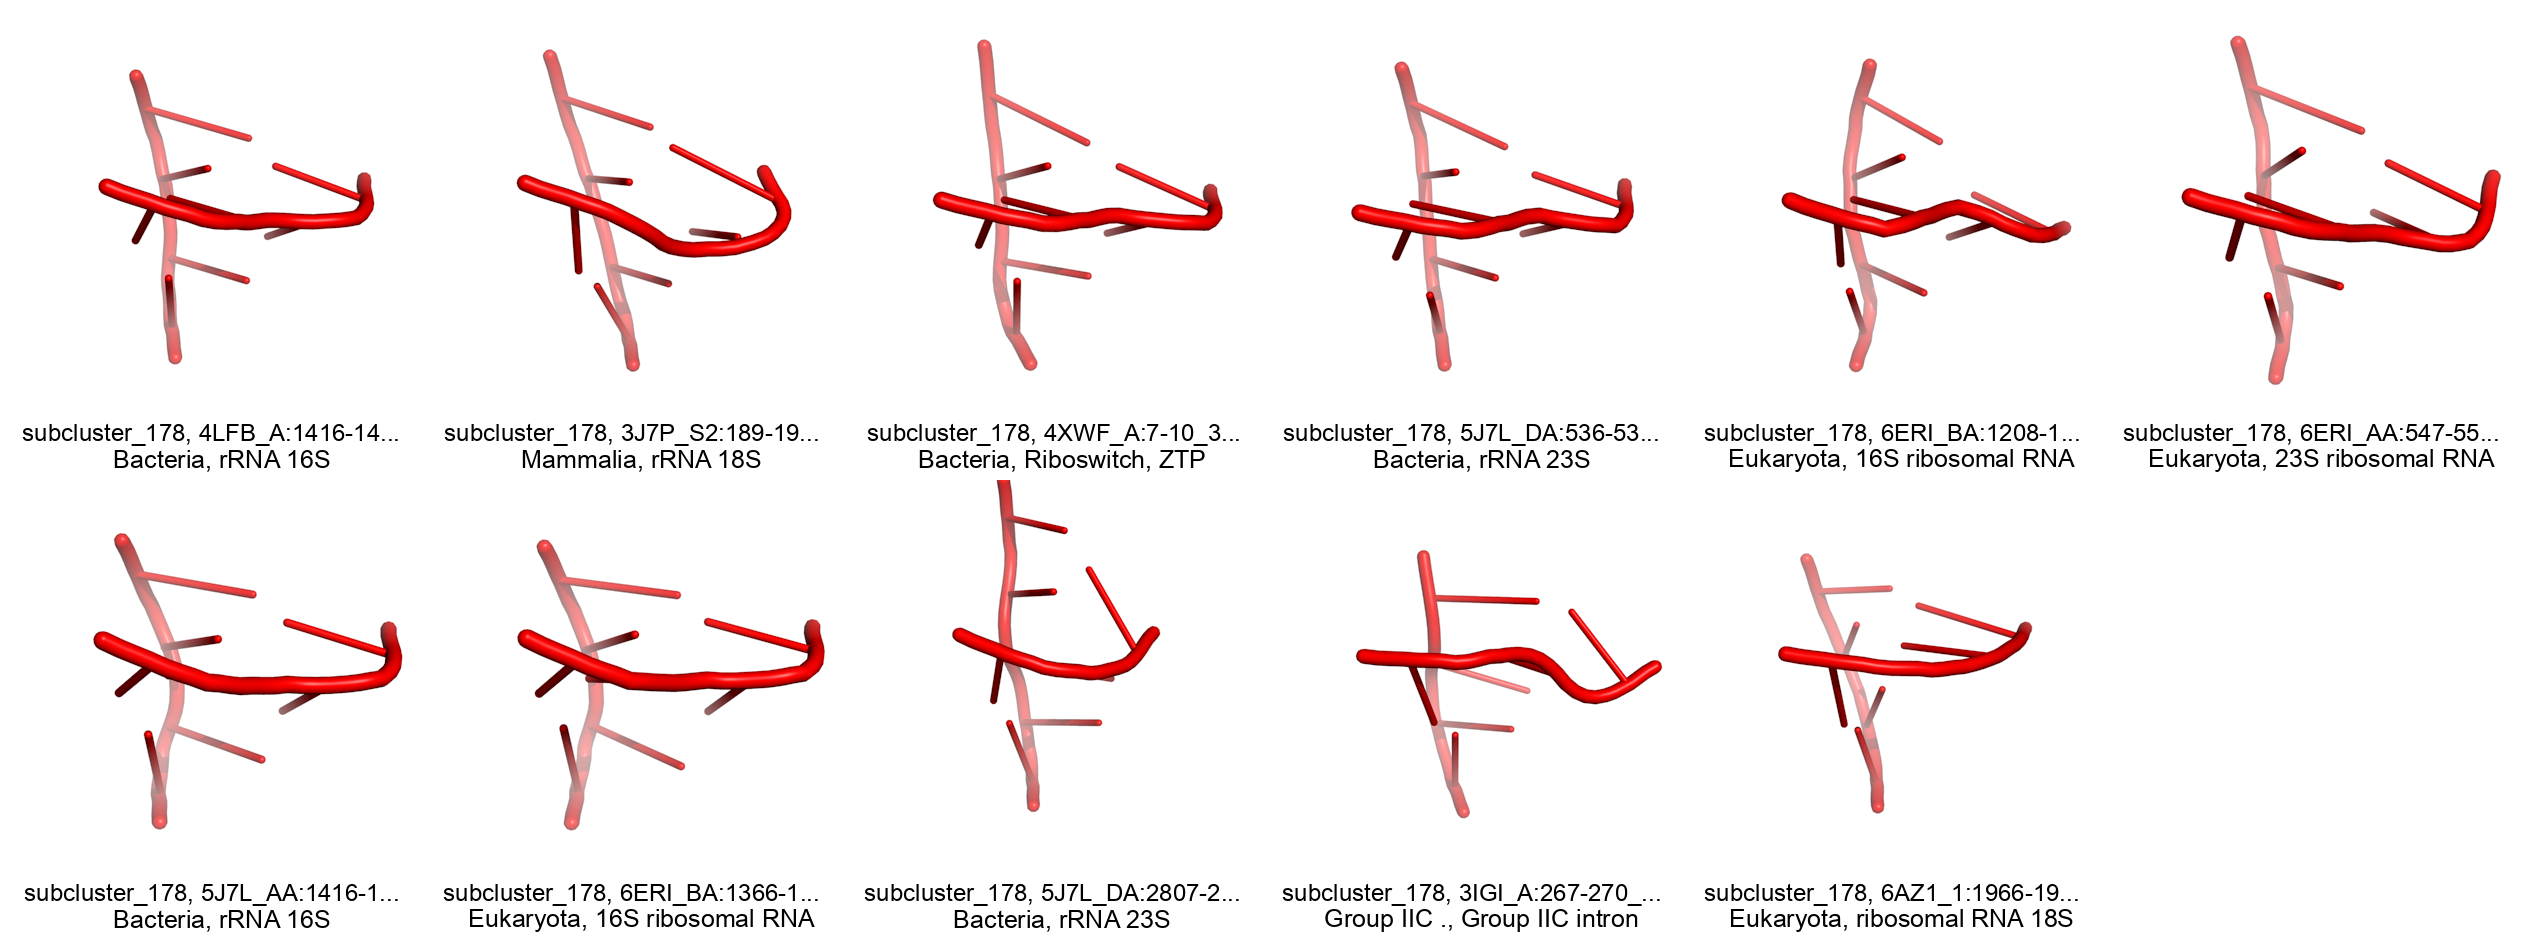 subcluster_178, 4LFB_A:1416-14...
Bacteria, rRNA 16S
subcluster_178, 3J7P_S2:189-19...
Mammalia, rRNA 18S
subcluster_178, 4XWF_A:7-10_3...
Bacteria, Riboswitch, ZTP
subcluster_178, 5J7L_DA:536-53...
Bacteria, rRNA 23S
subcluster_178, 6ERI_BA:1208-1...
Eukaryota, 16S ribosomal RNA
subcluster_178, 6ERI_AA:547-55...
Eukaryota, 23S ribosomal RNA
subcluster_178, 5J7L_AA:1416-1...
Bacteria, rRNA 16S
subcluster_178, 6ERI_BA:1366-1...
Eukaryota, 16S ribosomal RNA
subcluster_178, 5J7L_DA:2807-2...
Bacteria, rRNA 23S
subcluster_178, 3IGI_A:267-270_...
Group IIC ., Group IIC intron
subcluster_178, 6AZ1_1:1966-19...
Eukaryota, ribosomal RNA 18S